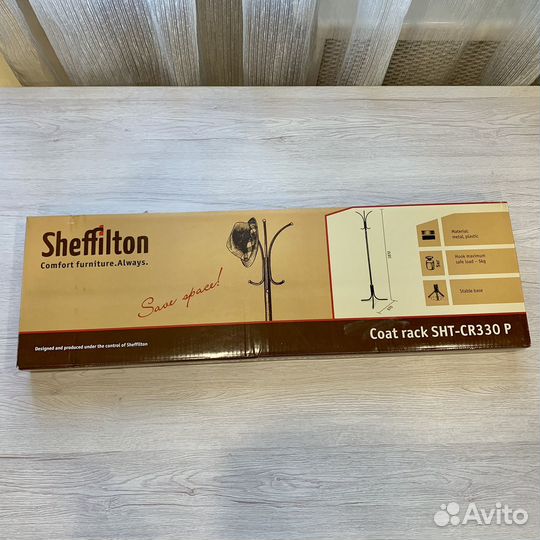 Sheffilton
Comfort furniture.Always.
Save space!
Designed and produced under the control of Sheffilton
Material:
metal, plastic
Hook maximum
safe load – 5kg
Stable base
Coat rack SHT-CR330 P
Avito